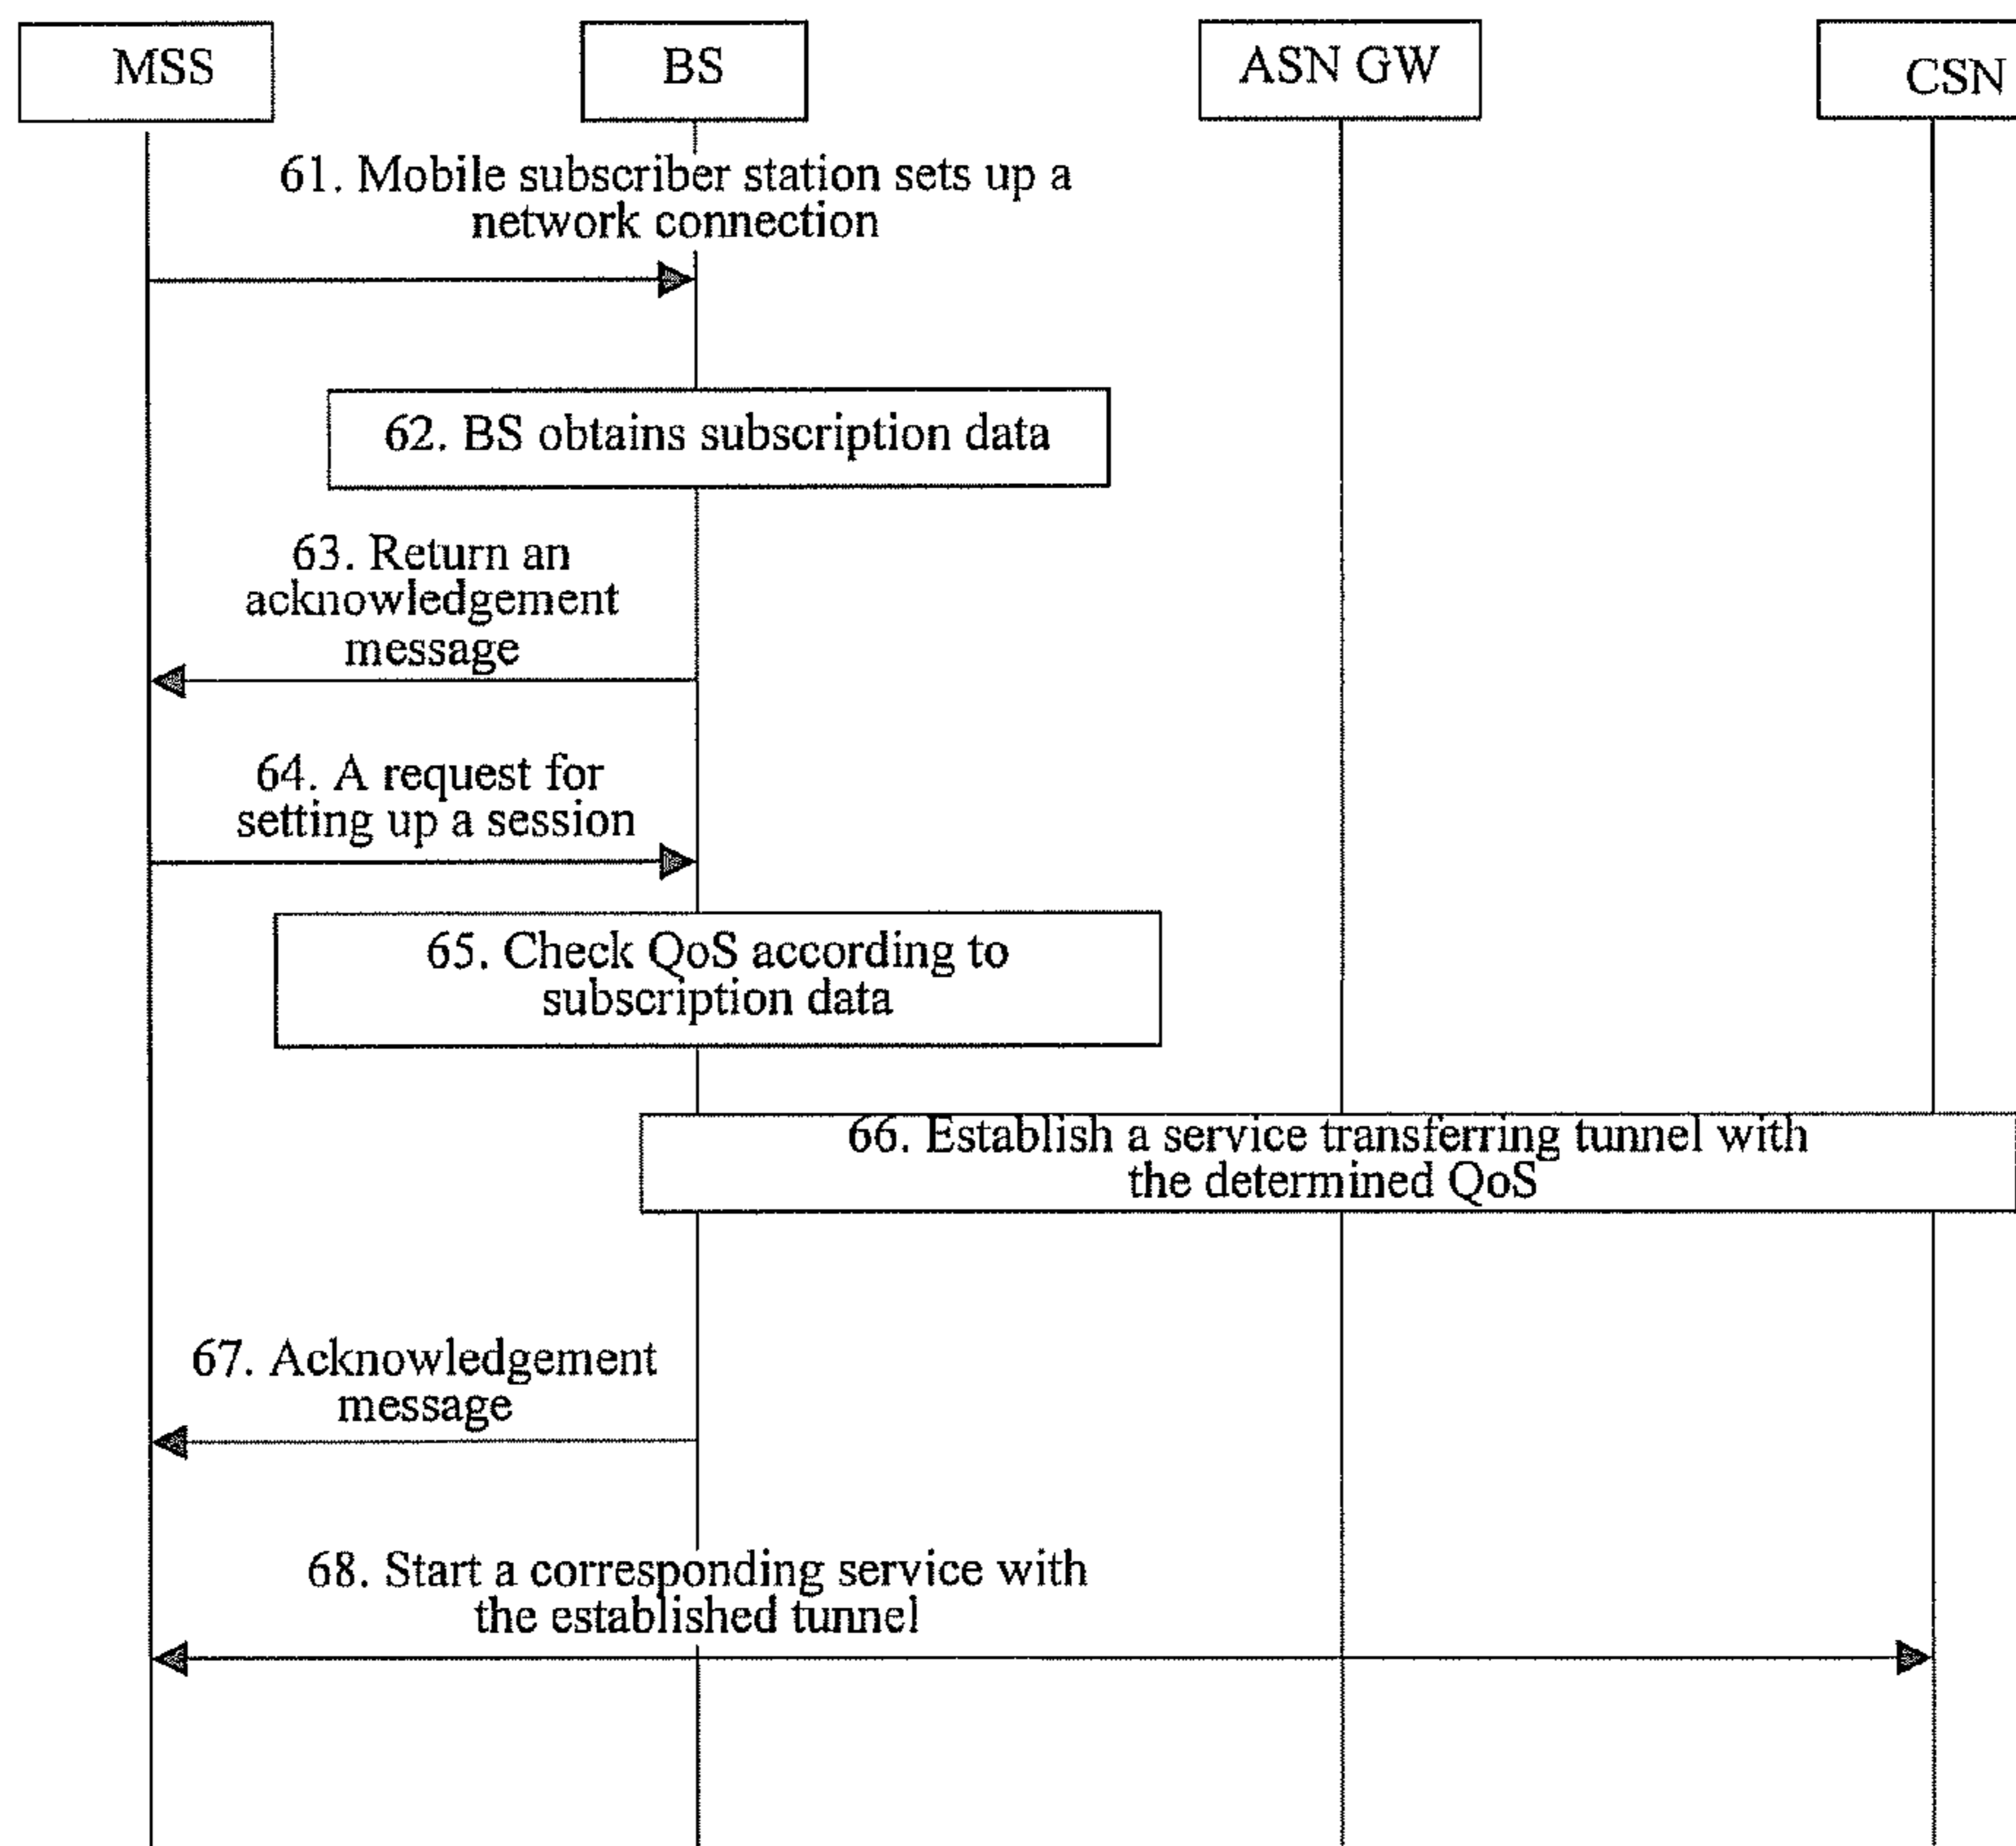 MSS
BS
ASN GW
CSN
61. Mobile subscriber station sets up a
network connection
62. BS obtains subscription data
63. Return an
acknowledgement
message
64. A request for
setting up a session
65. Check QoS according to
subscription data
66. Establish a service transferring tunnel with
the determined QoS
67. Acknowledgement
message
68. Start a corresponding service with
the established tunnel